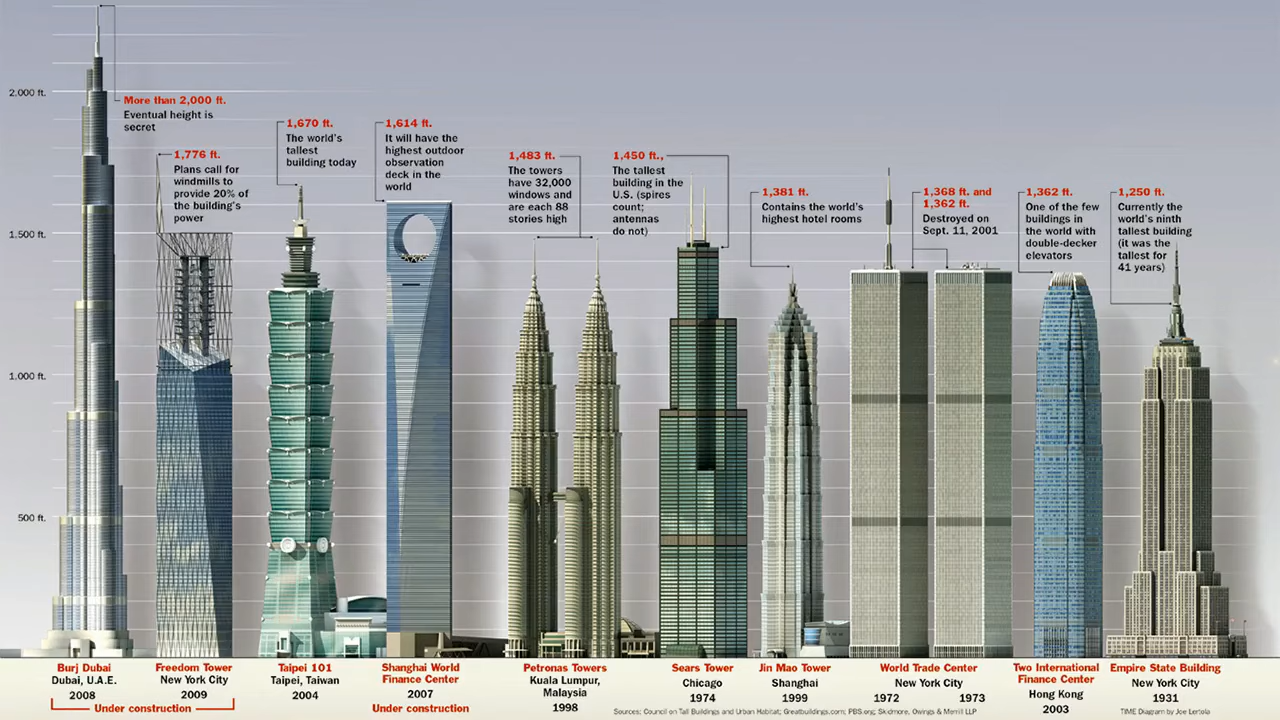 2,000 ft.
1,500 ft.
1,000 ft.
500 ft.
More than 2,000 ft.
Eventual height is
secret
1,776 ft.
Plans call for
windmills to
provide 20% of
the building's
power
1,670 ft.
The world's
tallest
building today
1,614 ft.
It will have the
highest outdoor
observation
deck in the
world
1,483 ft.
The towers
have 32,000
windows and
are each 88
stories high
1,450 ft.,
The tallest
building in the
U.S. (spires
count;
antennas
do not)
1,381 ft.
Contains the world's
highest hotel rooms
1,368 ft. and
1,362 ft.
Destroyed on
Sept. 11, 2001
1,362 ft.
One of the few
buildings in
the world with
double-decker
elevators
1,250 ft.
Currently the
world's ninth
tallest building
(it was the
tallest for
41 years)
Burj Dubai
Dubai, U.A.E.
2008
Freedom Tower
New York City
2009
Under construction
Taipei 101
Taipei, Taiwan
2004
Shanghai World
Finance Center
2007
Under construction
Petronas Towers
Kuala Lumpur,
Malaysia
1998
Sears Tower
Chicago
1974
Jin Mao Tower
Shanghai
1999
World Trade Center
New York City
1972 1973
Two International
Finance Center
Hong Kong
2003
Empire State Building
New York City
1931
Sources: Council on Tall Buildings and Urban Habitat; Greatbuildings.com; PBS.org; Skidmore, Owings & Merrill LLP
TIME Diagram by Joe Lertola